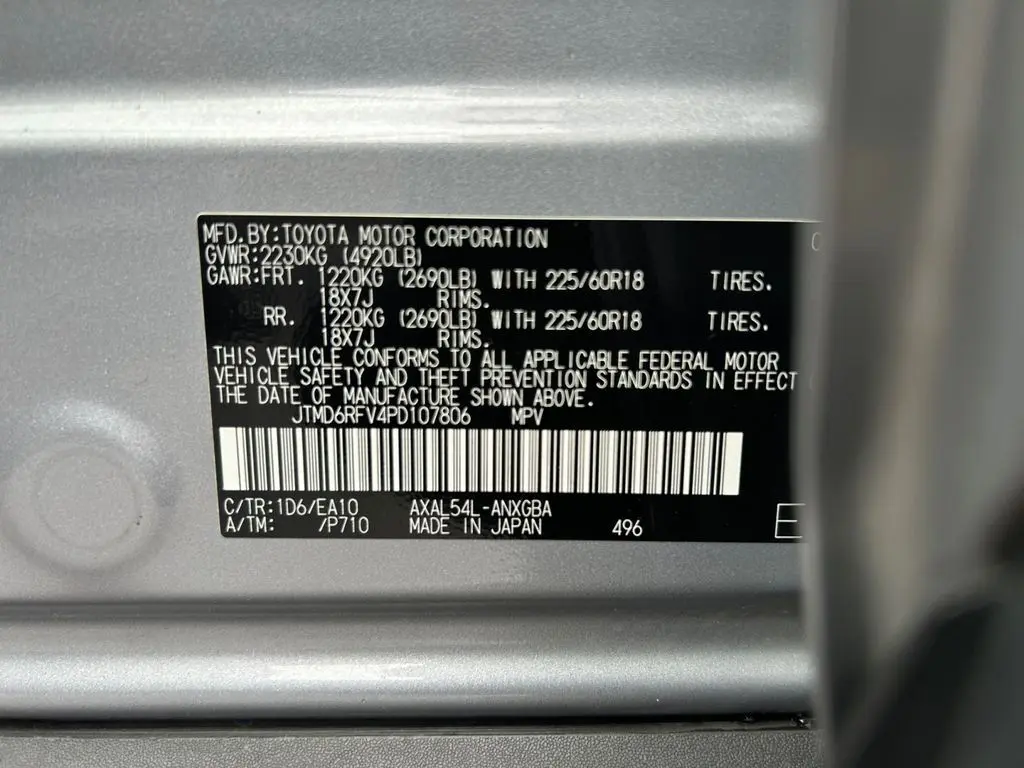 MFD.BY:TOYOTA MOTOR CORPORATION
GVWR:2230KG (4920LB)
GAWR:FRT. 1220KG (2690LB) WITH 225/60R18 TIRES.
18X7J RIMS.
RR. 1220KG (2690LB) WITH 225/60R18 TIRES.
18X7J RIMS.
THIS VEHICLE CONFORMS TO ALL APPLICABLE FEDERAL MOTOR
VEHICLE SAFETY AND THEFT PREVENTION STANDARDS IN EFFECT
THE DATE OF MANUFACTURE SHOWN ABOVE.
JTMD6RFV4PD107806 MPV
C/TR:1D6/EA10 AXAL54L-ANXGBA
A/TM: /P710 MADE IN JAPAN 496